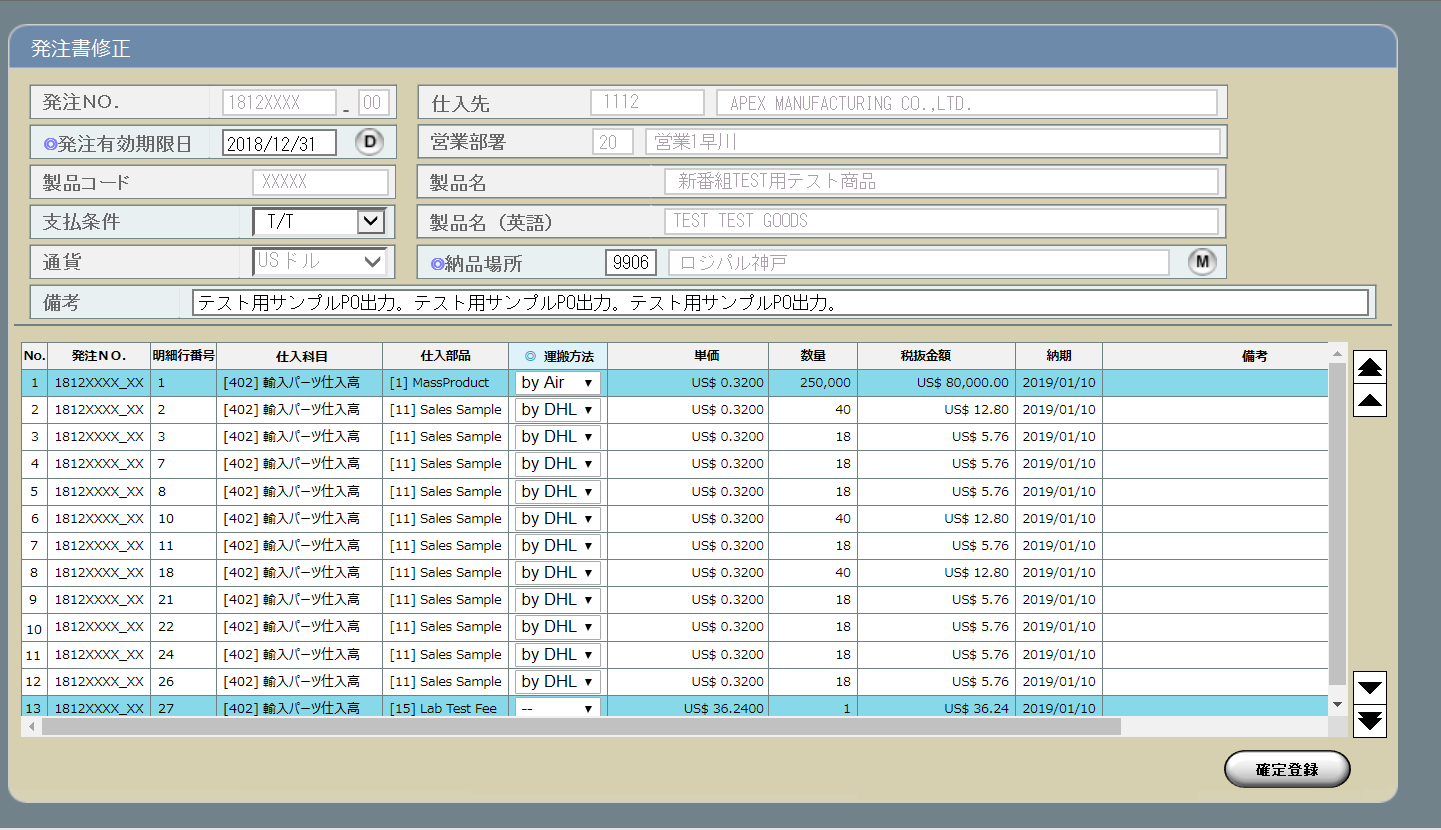 発注書修正
発注NO. 1812XXXX - 00 仕入先 1112 APEX MANUFACTURING CO.,LTD.
◎発注有効期限日 2018/12/31 D 営業部署 20 営業1早川
製品コード XXXXX 製品名 新番組TEST用テスト商品
支払条件 T/T 製品名（英語） TEST TEST GOODS
通貨 USドル ◎納品場所 9906 ロジパル神戸 M
備考 テスト用サンプルPO出力。テスト用サンプルPO出力。テスト用サンプルPO出力。
No. 発注NO. 明細行番号 仕入科目 仕入部品 ◎ 運搬方法 単価 数量 税抜金額 納期 備考
1 1812XXXX_XX 1 [402] 輸入パーツ仕入高 [1] MassProduct by Air US$ 0.3200 250,000 US$ 80,000.00 2019/01/10
2 1812XXXX_XX 2 [402] 輸入パーツ仕入高 [11] Sales Sample by DHL US$ 0.3200 40 US$ 12.80 2019/01/10
3 1812XXXX_XX 3 [402] 輸入パーツ仕入高 [11] Sales Sample by DHL US$ 0.3200 18 US$ 5.76 2019/01/10
4 1812XXXX_XX 7 [402] 輸入パーツ仕入高 [11] Sales Sample by DHL US$ 0.3200 18 US$ 5.76 2019/01/10
5 1812XXXX_XX 8 [402] 輸入パーツ仕入高 [11] Sales Sample by DHL US$ 0.3200 18 US$ 5.76 2019/01/10
6 1812XXXX_XX 10 [402] 輸入パーツ仕入高 [11] Sales Sample by DHL US$ 0.3200 40 US$ 12.80 2019/01/10
7 1812XXXX_XX 11 [402] 輸入パーツ仕入高 [11] Sales Sample by DHL US$ 0.3200 18 US$ 5.76 2019/01/10
8 1812XXXX_XX 18 [402] 輸入パーツ仕入高 [11] Sales Sample by DHL US$ 0.3200 40 US$ 12.80 2019/01/10
9 1812XXXX_XX 21 [402] 輸入パーツ仕入高 [11] Sales Sample by DHL US$ 0.3200 18 US$ 5.76 2019/01/10
10 1812XXXX_XX 22 [402] 輸入パーツ仕入高 [11] Sales Sample by DHL US$ 0.3200 18 US$ 5.76 2019/01/10
11 1812XXXX_XX 24 [402] 輸入パーツ仕入高 [11] Sales Sample by DHL US$ 0.3200 18 US$ 5.76 2019/01/10
12 1812XXXX_XX 26 [402] 輸入パーツ仕入高 [11] Sales Sample by DHL US$ 0.3200 18 US$ 5.76 2019/01/10
13 1812XXXX_XX 27 [402] 輸入パーツ仕入高 [15] Lab Test Fee -- US$ 36.2400 1 US$ 36.24 2019/01/10
確定登録